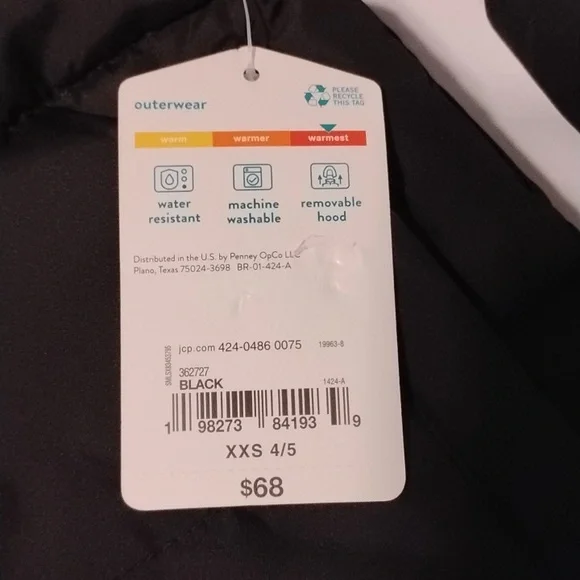 outerwear
PLEASE
RECYCLE
THIS TAG
warm warmer warmest
water
resistant
machine
washable
removable
hood
Distributed in the U.S. by Penney OpCo LLC
Plano, Texas 75024-3698 BR-01-424-A
jcp.com 424-0486 0075 19963-8
362727
BLACK 1424-A
1 98273 84193 9
XXS 4/5
$68